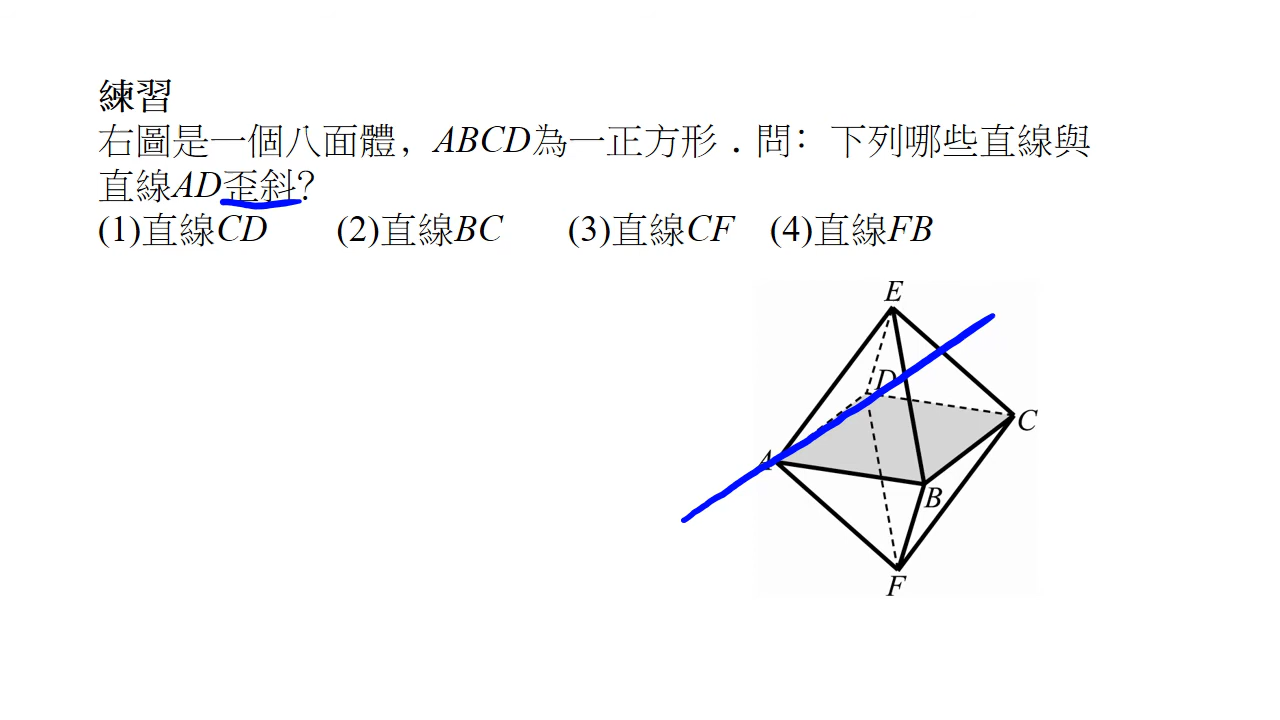 練習
右圖是一個八面體，ABCD為一正方形．問：下列哪些直線與
直線AD歪斜？
(1)直線CD (2)直線BC (3)直線CF (4)直線FB
E
D
C
A
B
F